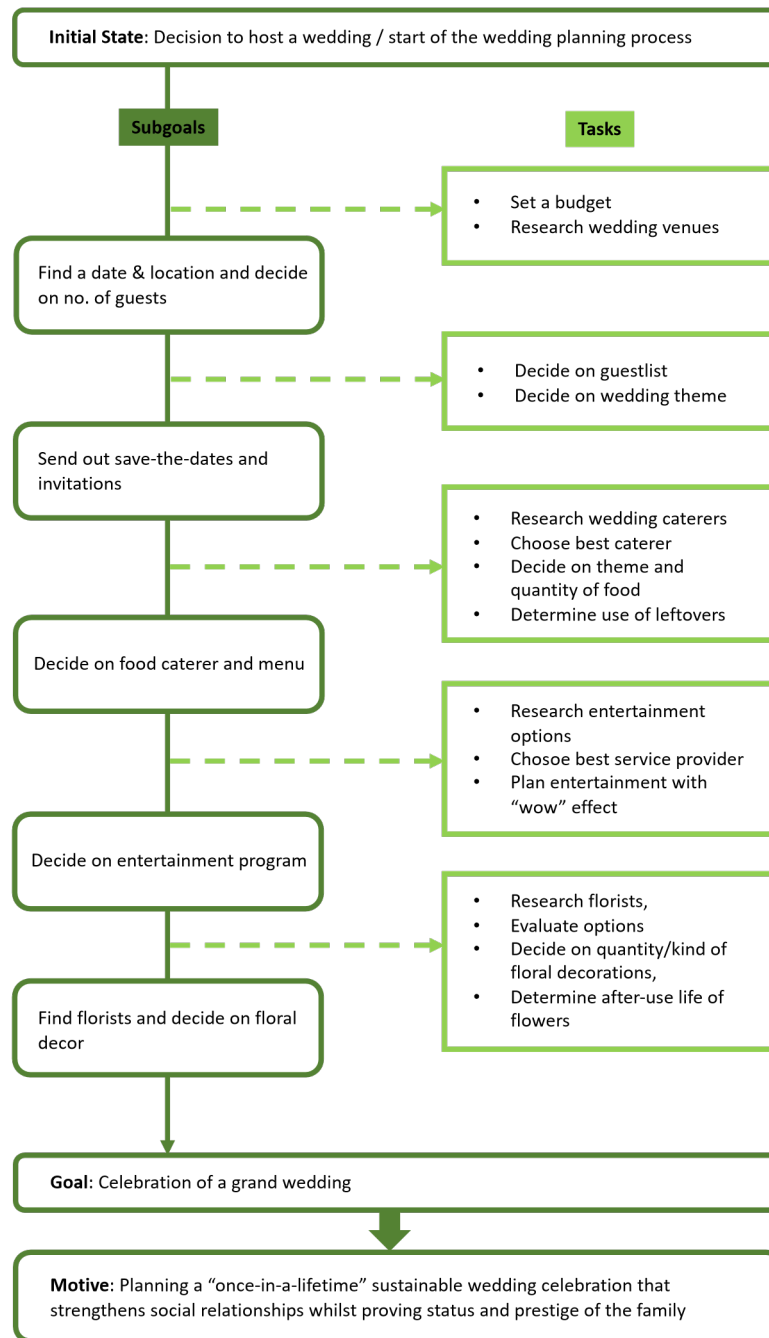 Initial State: Decision to host a wedding / start of the wedding planning process
Subgoals
Tasks
• Set a budget
• Research wedding venues
Find a date & location and decide
on no. of guests
• Decide on guestlist
• Decide on wedding theme
Send out save-the-dates and
invitations
• Research wedding caterers
• Choose best caterer
• Decide on theme and
quantity of food
• Determine use of leftovers
Decide on food caterer and menu
• Research entertainment
options
• Chosoe best service provider
• Plan entertainment with
“wow” effect
Decide on entertainment program
• Research florists,
• Evaluate options
• Decide on quantity/kind of
floral decorations,
• Determine after-use life of
flowers
Find florists and decide on floral
decor
Goal: Celebration of a grand wedding
Motive: Planning a “once-in-a-lifetime” sustainable wedding celebration that
strengthens social relationships whilst proving status and prestige of the family